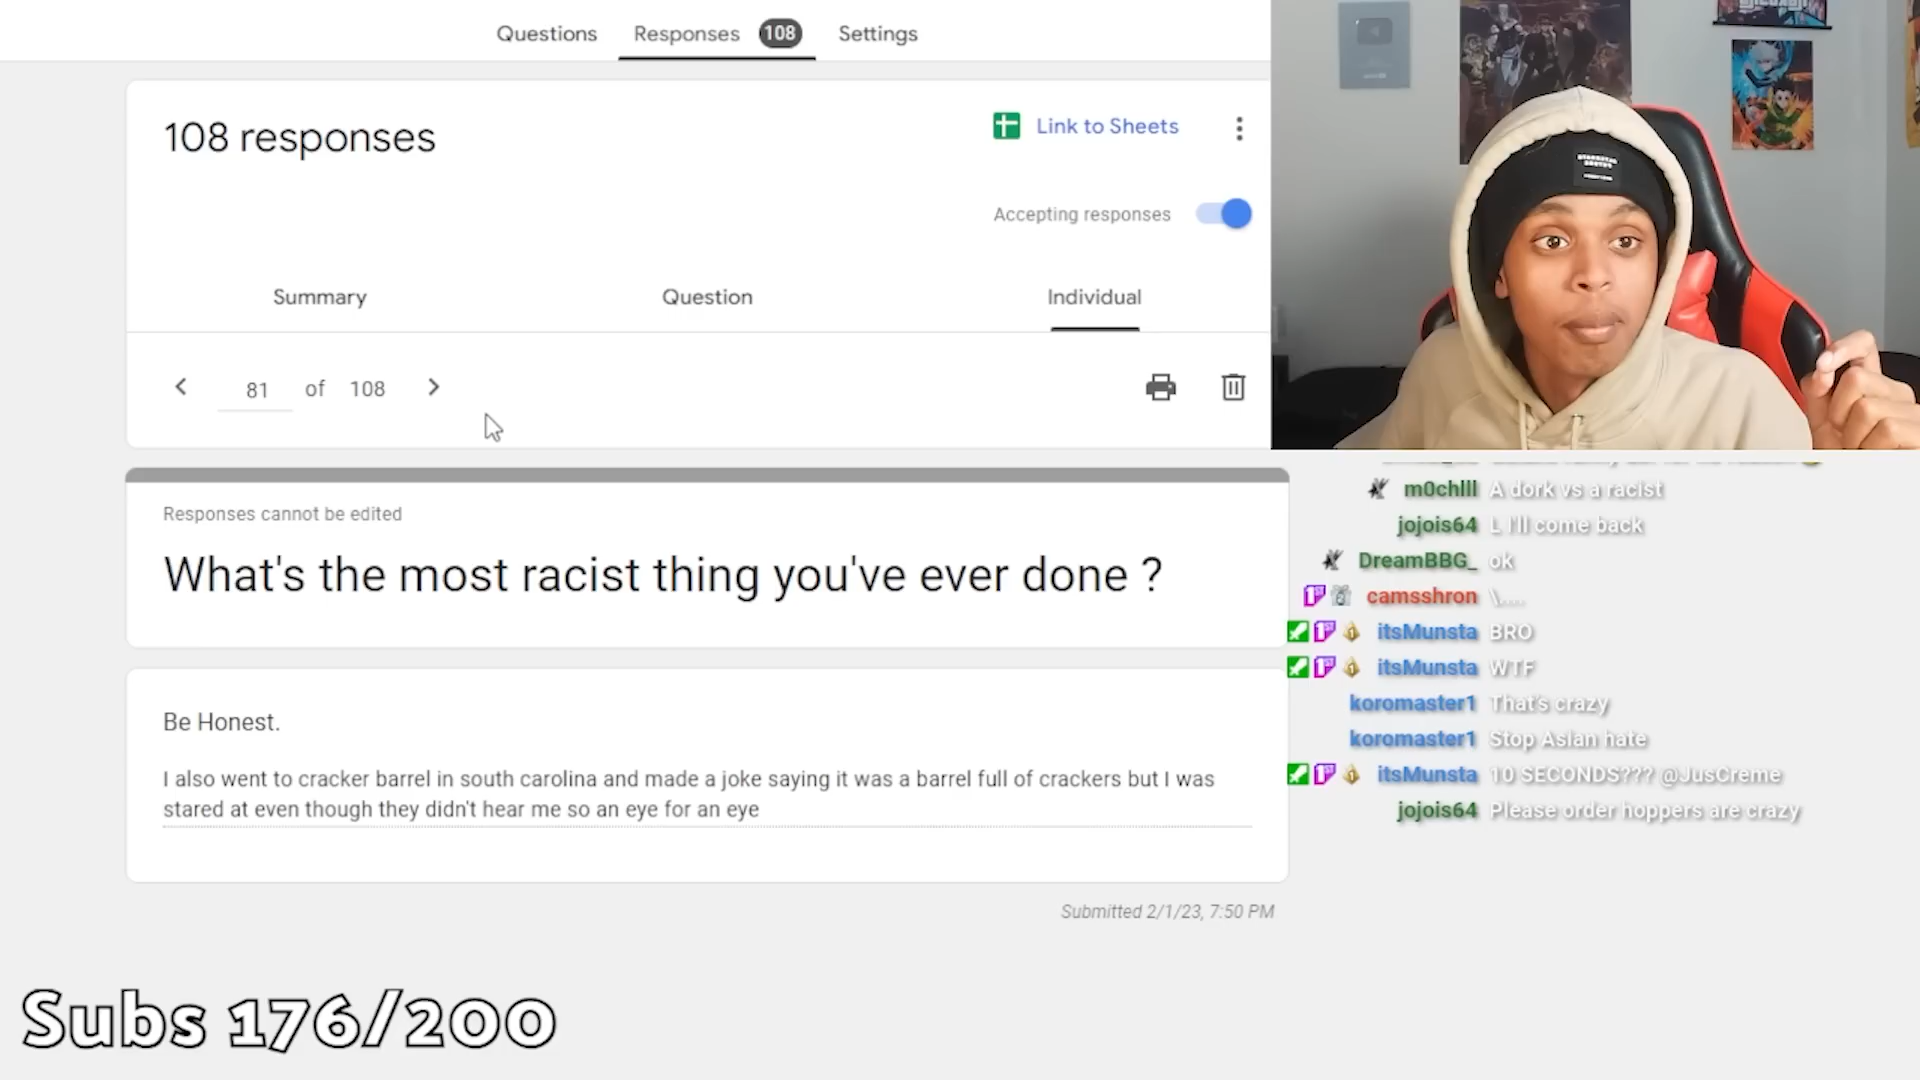 Questions
Responses 108
Settings
108 responses
Link to Sheets
Accepting responses
Summary
Question
Individual
81 of 108
Responses cannot be edited
What's the most racist thing you've ever done ?
Be Honest.
I also went to cracker barrel in south carolina and made a joke saying it was a barrel full of crackers but I was
stared at even though they didn't hear me so an eye for an eye
Submitted 2/1/23, 7:50 PM
m0chlll A dork vs a racist
jojois64 L I'll come back
DreamBBG_ ok
camsshron \....
itsMunsta BRO
itsMunsta WTF
koromaster1 That's crazy
koromaster1 Stop Asian hate
itsMunsta 10 SECONDS??? @JusCreme
jojois64 Please order hoppers are crazy
Subs 176/200